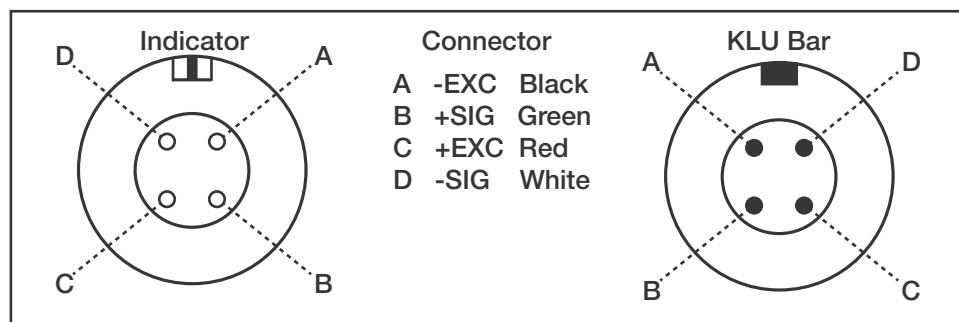 Indicator
D
A
C
B
Connector
A -EXC Black
B +SIG Green
C +EXC Red
D -SIG White
KLU Bar
A
D
B
C